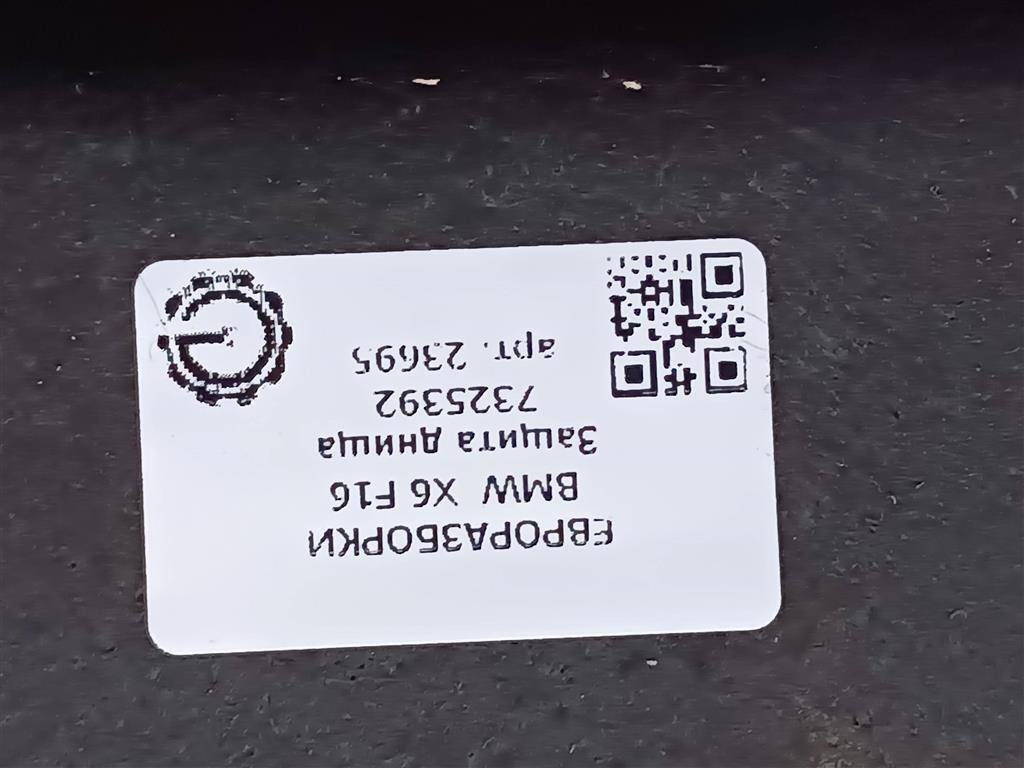 ЕВРОРАЗБОРКИ
BMW X6 F16
Защита днища
7325392
арт. 23695